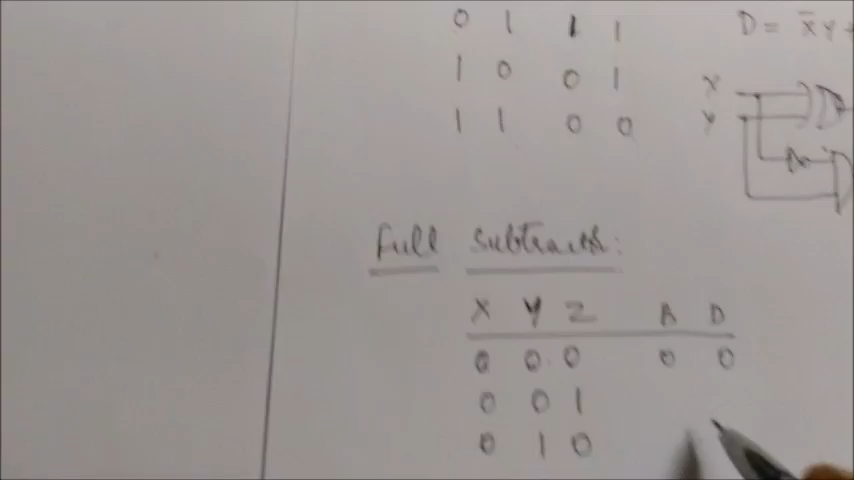 0 1 1 1 D = X̅Y+
1 0 0 1 X
1 1 0 0 Y
Full Subtractor:
X Y Z B D
0 0 0 0 0
0 0 1
0 1 0